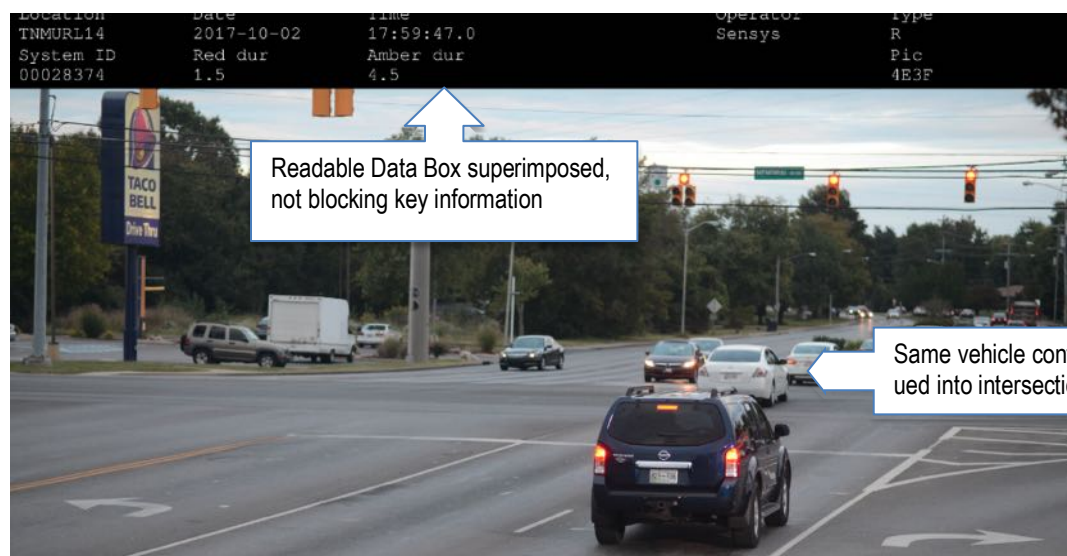 Location Date Time Operator Type
TNMURL14 2017-10-02 17:59:47.0 Sensys R
System ID Red dur Amber dur Pic
00028374 1.5 4.5 4E3F
Readable Data Box superimposed,
not blocking key information
TACO
BELL
Drive Thru
Same vehicle con
ued into intersecti